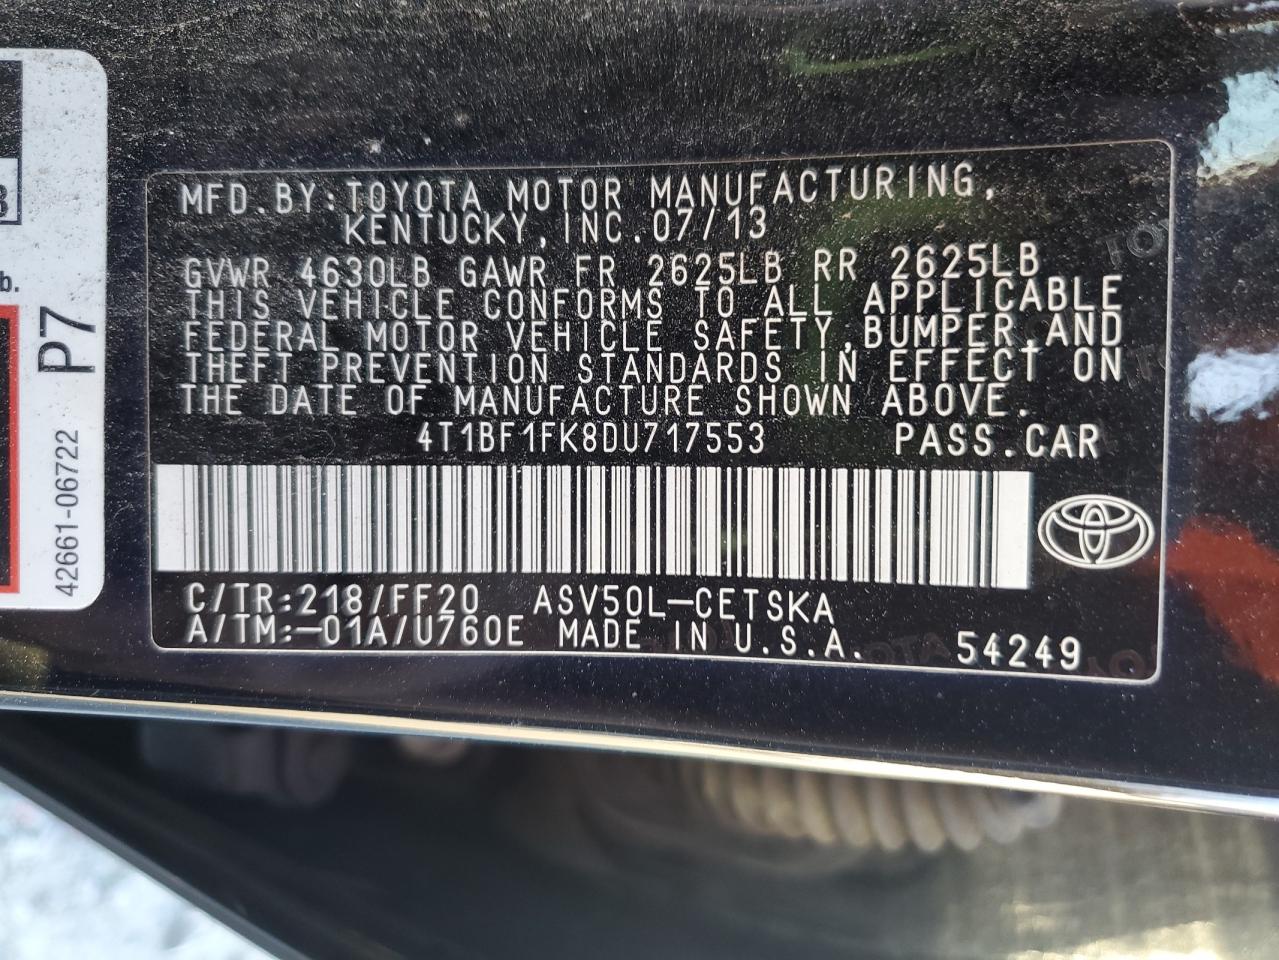 MFD.BY:TOYOTA MOTOR MANUFACTURING,
KENTUCKY,INC.07/13
GVWR 4630LB GAWR FR 2625LB RR 2625LB
THIS VEHICLE CONFORMS TO ALL APPLICABLE
FEDERAL MOTOR VEHICLE SAFETY,BUMPER,AND
THEFT PREVENTION STANDARDS IN EFFECT ON
THE DATE OF MANUFACTURE SHOWN ABOVE.
4T1BF1FK8DU717553 PASS.CAR
C/TR:218/FF20 ASV50L-CETSKA
A/TM:-01A/U760E MADE IN U.S.A. 54249
P7
42661-06722